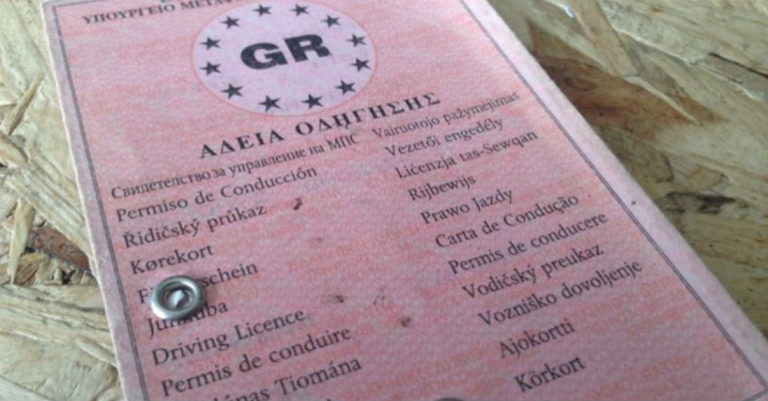 ΥΠΟΥΡΓΕΙΟ
GR
ΑΔΕΙΑ ΟΔΗΓΗΣΗΣ
Свидетелство за управление на МПС
Permiso de Conducción
Řidičský průkaz
Kørekort
Driving Licence
Permis de conduire
Tiomána
Vairuotojo pažymėjimas
Vezetői engedély
Liċenzja tas-Sewqan
Rijbewijs
Prawo Jazdy
Carta de Condução
Permis de conducere
Vodičský preukaz
Vozniško dovoljenje
Ajokortti
Körkort